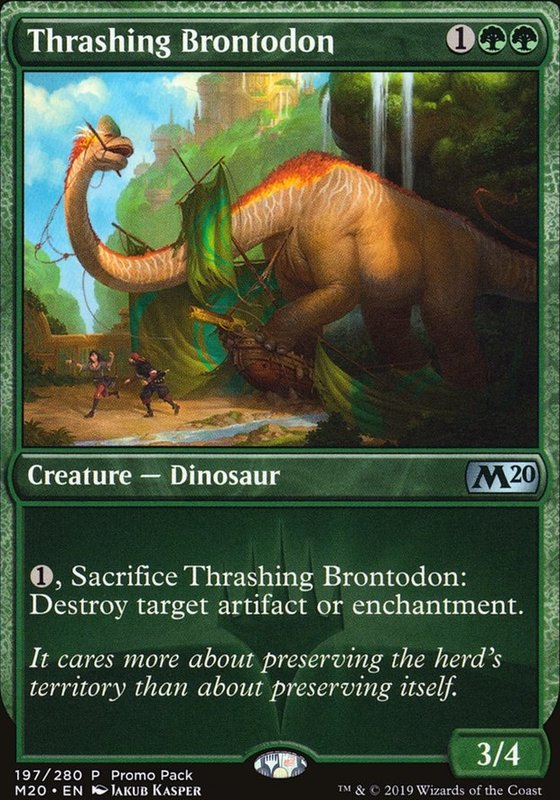 Thrashing Brontodon 1
Creature — Dinosaur M20
1, Sacrifice Thrashing Brontodon:
Destroy target artifact or enchantment.
It cares more about preserving the herd's
territory than about preserving itself.
3/4
197/280 P Promo Pack
M20 • EN Jakub Kasper ™ & © 2019 Wizards of the Coast